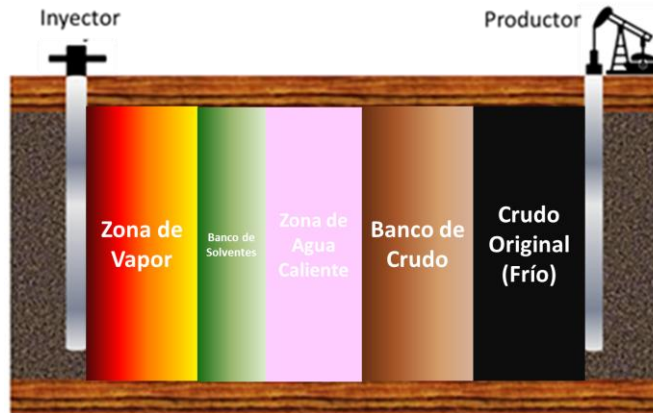 Inyector
Productor
Zona de
Vapor
Banco de
Solventes
Zona de
Agua
Caliente
Banco de
Crudo
Crudo
Original
(Frío)